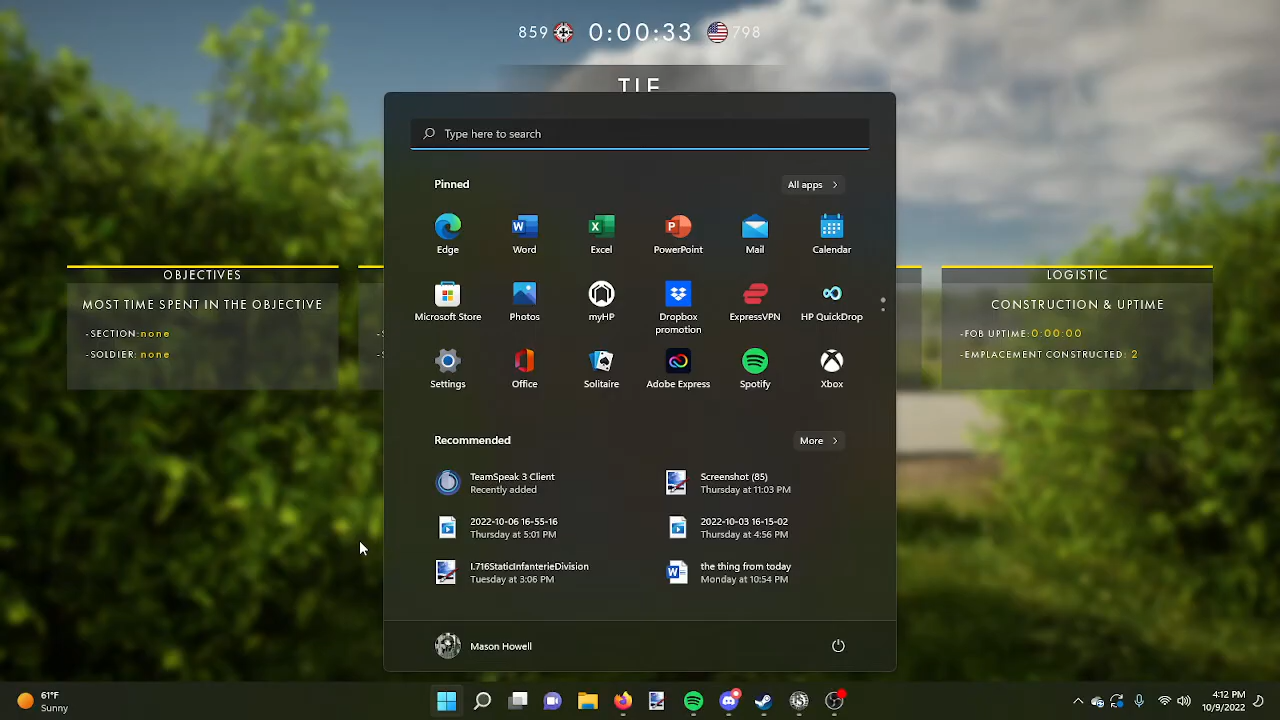 859 0:00:33 798
TIE
Type here to search
Pinned
All apps
Edge
Word
Excel
PowerPoint
Mail
Calendar
Microsoft Store
Photos
myHP
Dropbox
promotion
ExpressVPN
HP QuickDrop
Settings
Office
Solitaire
Adobe Express
Spotify
Xbox
Recommended
More
TeamSpeak 3 Client
Recently added
Screenshot (85)
Thursday at 11:03 PM
2022-10-06 16-55-16
Thursday at 5:01 PM
2022-10-03 16-15-02
Thursday at 4:56 PM
I.716StaticInfanterieDivision
Tuesday at 3:06 PM
the thing from today
Monday at 10:54 PM
Mason Howell
OBJECTIVES
MOST TIME SPENT IN THE OBJECTIVE
-SECTION:none
-SOLDIER: none
LOGISTIC
CONSTRUCTION & UPTIME
-FOB UPTIME:0:00:00
-EMPLACEMENT CONSTRUCTED: 2
61°F
Sunny
4:12 PM
10/9/2022